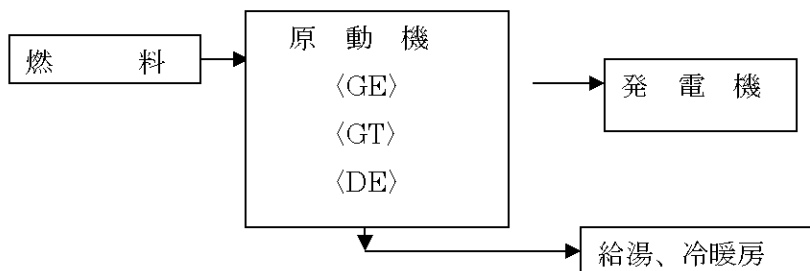 燃　料
原 動 機
〈GE〉
〈GT〉
〈DE〉
発 電 機
給湯、冷暖房